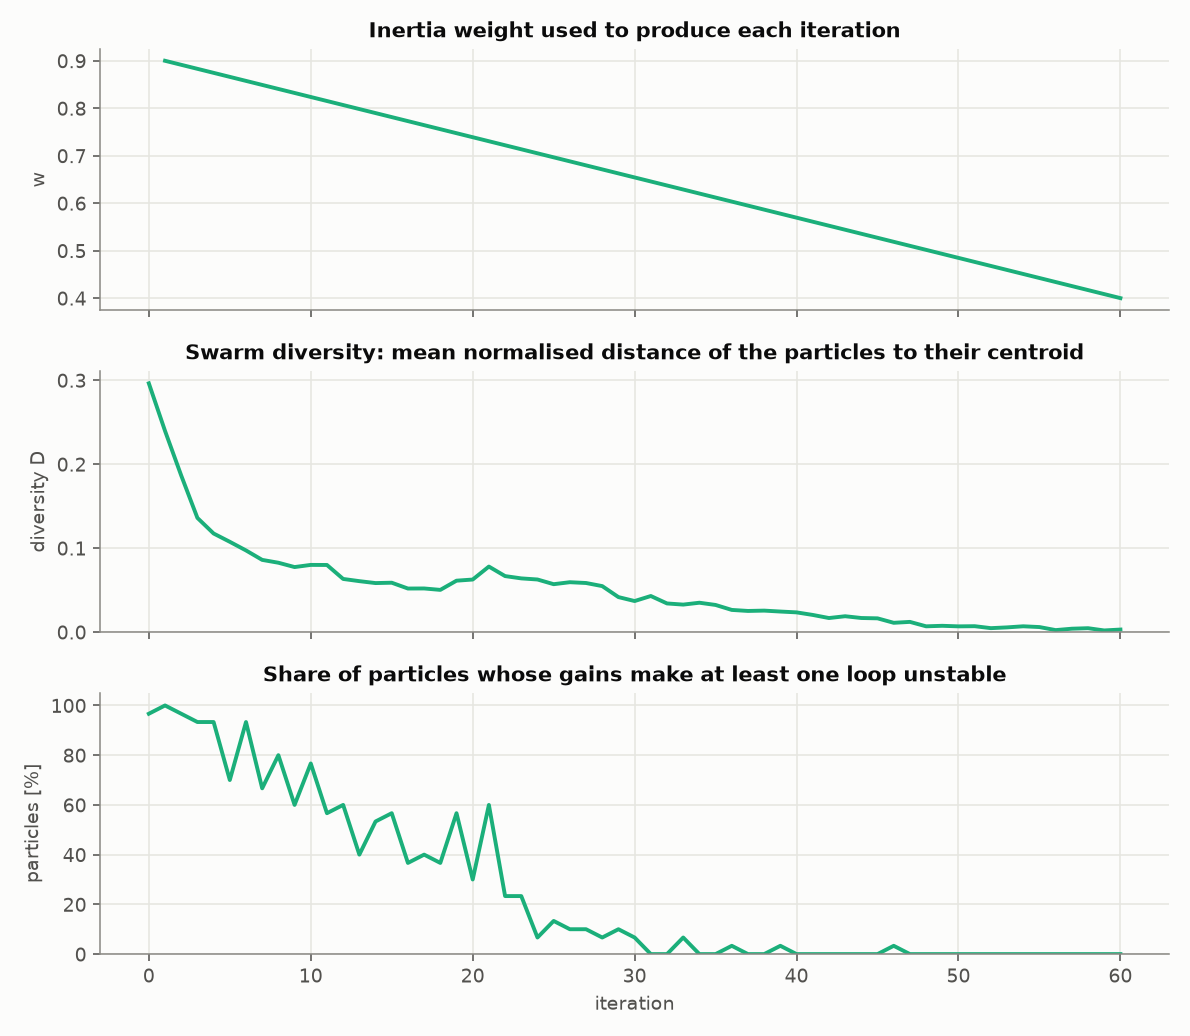 Inertia weight used to produce each iteration
0.9
0.8
0.7
0.6
0.5
0.4
w
Swarm diversity: mean normalised distance of the particles to their centroid
0.3
0.2
0.1
0.0
diversity D
Share of particles whose gains make at least one loop unstable
100
80
60
40
20
0
particles [%]
0 10 20 30 40 50 60
iteration